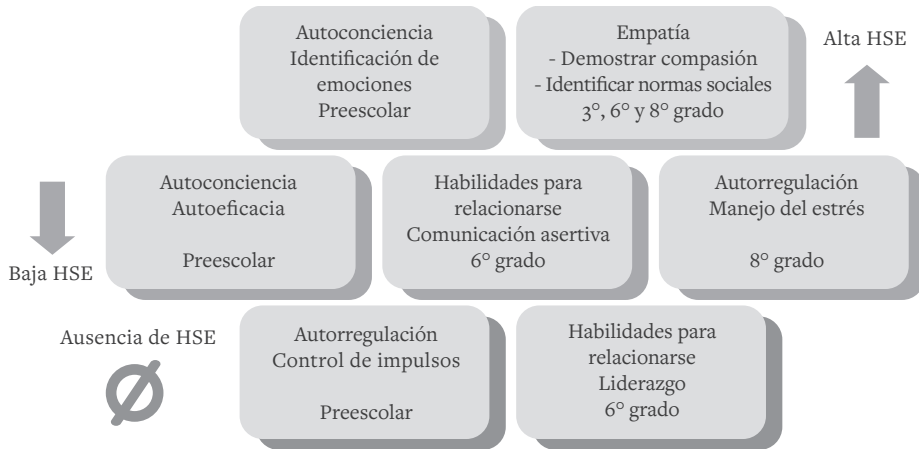 Autoconciencia
Identificación de
emociones
Preescolar
Empatía
- Demostrar compasión
- Identificar normas sociales
3°, 6° y 8° grado
Alta HSE
Baja HSE
Autoconciencia
Autoeficacia
Preescolar
Habilidades para
relacionarse
Comunicación asertiva
6° grado
Autorregulación
Manejo del estrés
8° grado
Ausencia de HSE
Autorregulación
Control de impulsos
Preescolar
Habilidades para
relacionarse
Liderazgo
6° grado